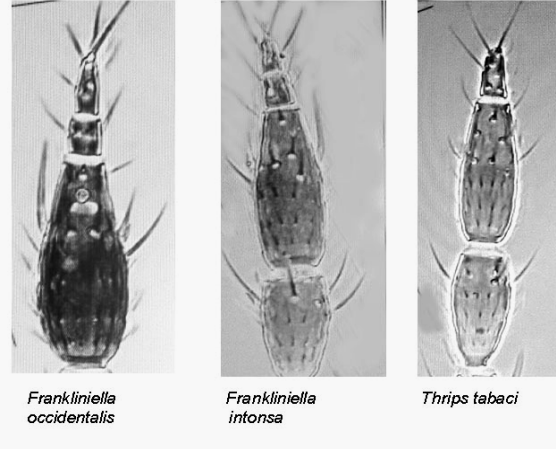 Frankliniella
occidentalis
Frankliniella
intonsa
Thrips tabaci